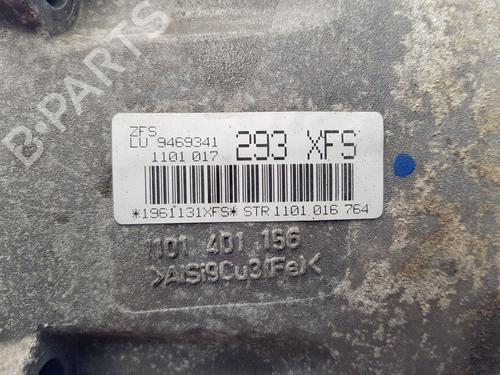 B-PARTS
ZFS
LU 9469341
1101 017 293 XFS
*1961131XFS* STR 1101 016 764
1101 401 156
>AlSi9Cu3(Fe)<